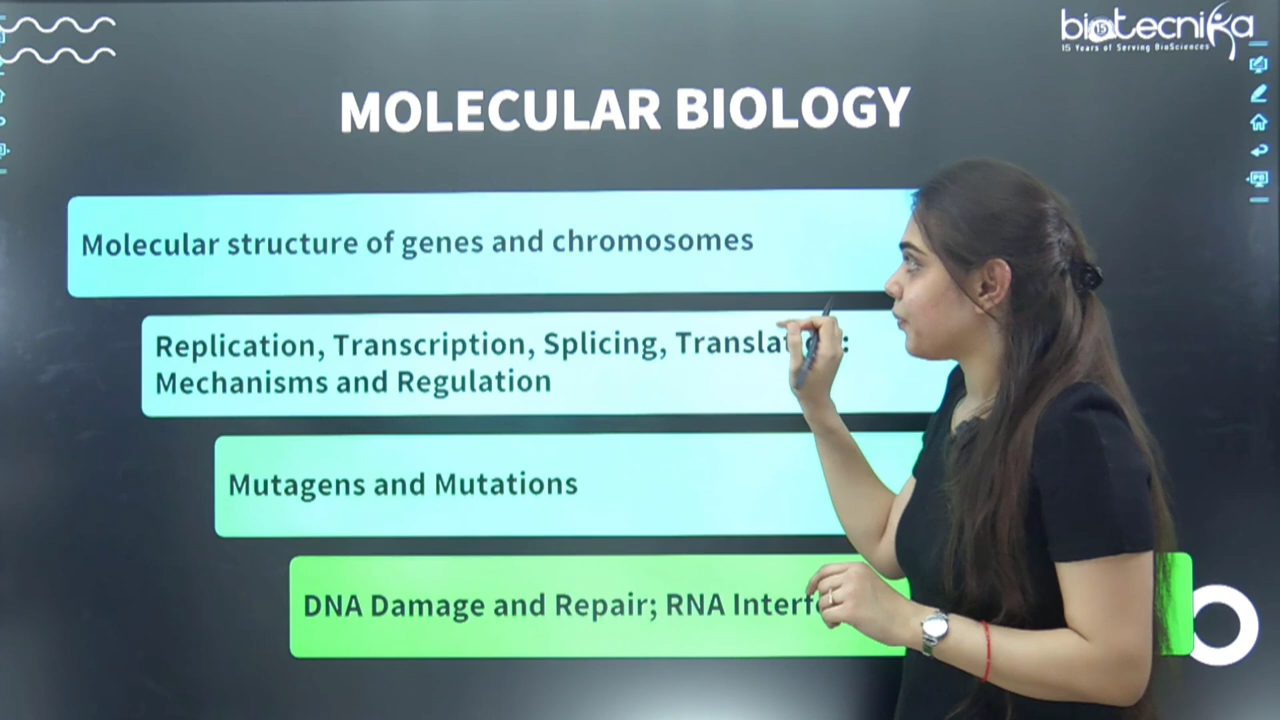 biotecnika
15
15 Years of Serving BioSciences
MOLECULAR BIOLOGY
Molecular structure of genes and chromosomes
Replication, Transcription, Splicing,
Mechanisms and Regulation
Mutagens and Mutations
DNA Damage and Repair; RNA